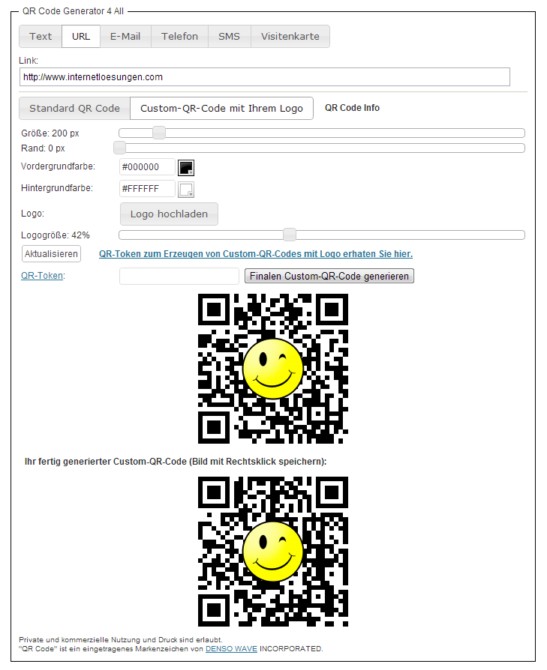 QR Code Generator 4 All
Text URL E-Mail Telefon SMS Visitenkarte
Link:
http://www.internetloesungen.com
Standard QR Code Custom-QR-Code mit Ihrem Logo QR Code Info
Größe: 200 px
Rand: 0 px
Vordergrundfarbe: #000000
Hintergrundfarbe: #FFFFFF
Logo: Logo hochladen
Logogröße: 42%
Aktualisieren QR-Token zum Erzeugen von Custom-QR-Codes mit Logo erhaten Sie hier.
QR-Token: Finalen Custom-QR-Code generieren
Ihr fertig generierter Custom-QR-Code (Bild mit Rechtsklick speichern):
Private und kommerzielle Nutzung und Druck sind erlaubt.
"QR Code" ist ein eingetragenes Markenzeichen von DENSO WAVE INCORPORATED.